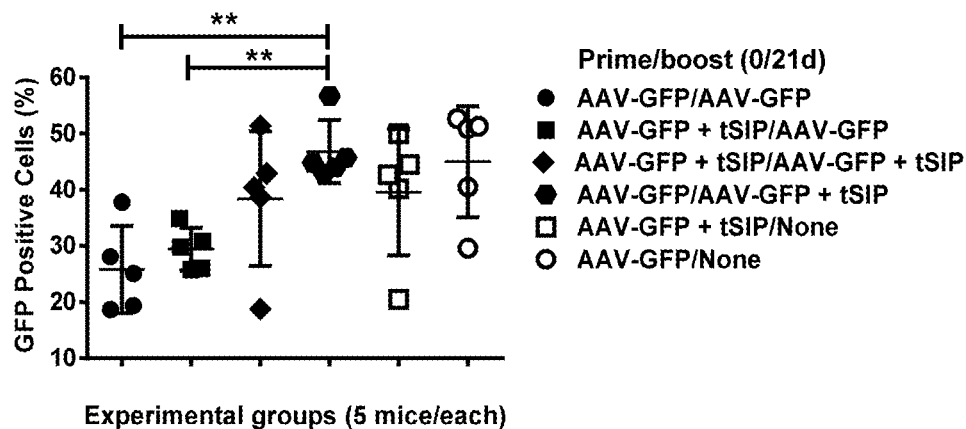 **
**
60
50
40
30
20
10
GFP Positive Cells (%)
Experimental groups (5 mice/each)
Prime/boost (0/21d)
AAV-GFP/AAV-GFP
AAV-GFP + tSIP/AAV-GFP
AAV-GFP + tSIP/AAV-GFP + tSIP
AAV-GFP/AAV-GFP + tSIP
AAV-GFP + tSIP/None
AAV-GFP/None